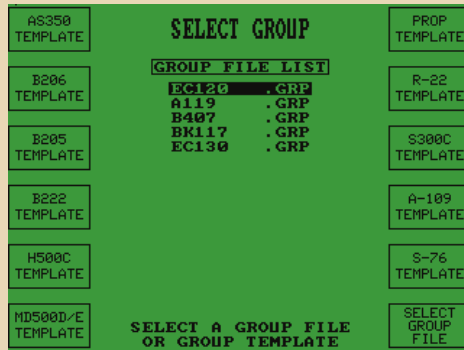 AS350
TEMPLATE
B206
TEMPLATE
B205
TEMPLATE
B222
TEMPLATE
H500C
TEMPLATE
MD500D/E
TEMPLATE
SELECT GROUP
GROUP FILE LIST
EC120 .GRP
A119 .GRP
B407 .GRP
BK117 .GRP
EC130 .GRP
SELECT A GROUP FILE
OR GROUP TEMPLATE
PROP
TEMPLATE
R-22
TEMPLATE
S300C
TEMPLATE
A-109
TEMPLATE
S-76
TEMPLATE
SELECT
GROUP
FILE